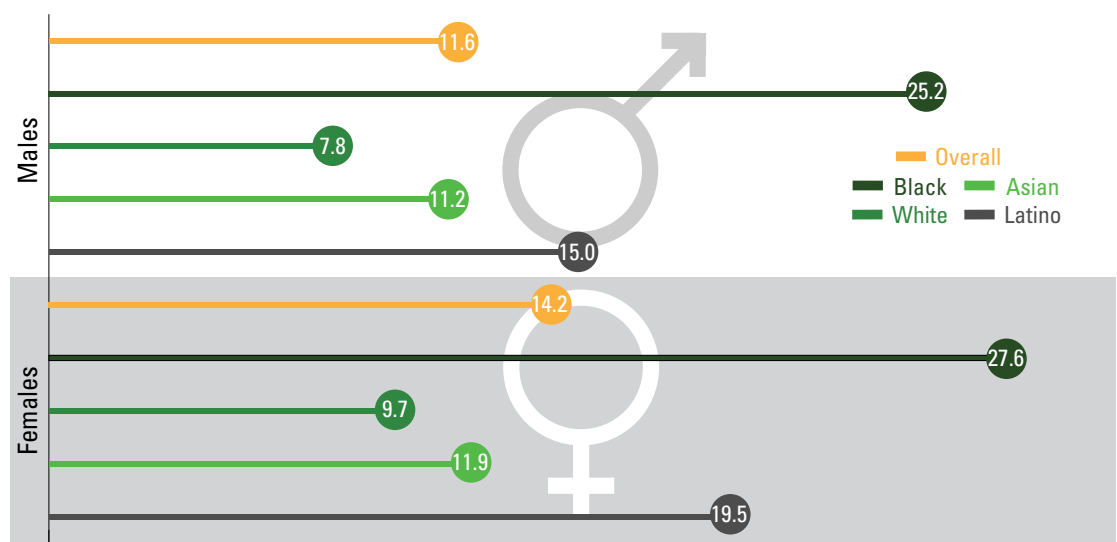 Males
11.6
25.2
7.8
11.2
15.0
Overall
Black Asian
White Latino
Females
14.2
27.6
9.7
11.9
19.5